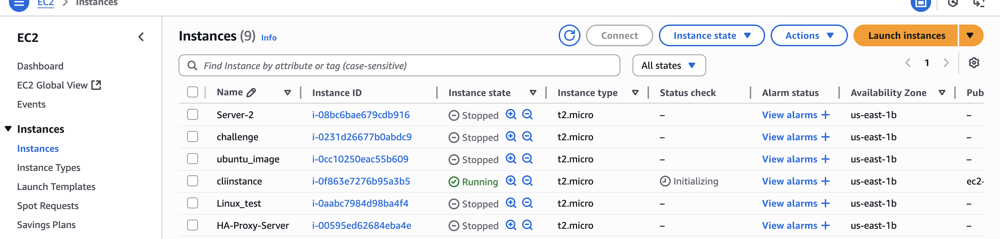 EC2 > Instances
EC2
Dashboard
EC2 Global View
Events
Instances
Instances
Instance Types
Launch Templates
Spot Requests
Savings Plans
Instances (9) Info
Connect
Instance state
Actions
Launch instances
Find Instance by attribute or tag (case-sensitive)
All states
1
Name Instance ID Instance state Instance type Status check Alarm status Availability Zone Pub
Server-2 i-08bc6bae679cdb916 Stopped t2.micro – View alarms + us-east-1b –
challenge i-0231d26677b0abdc9 Stopped t2.micro – View alarms + us-east-1b –
ubuntu_image i-0cc10250eac55b609 Stopped t2.micro – View alarms + us-east-1b –
cliinstance i-0f863e7276b95a3b5 Running t2.micro Initializing View alarms + us-east-1b ec2-
Linux_test i-0aabc7984d98ba4f4 Stopped t2.micro – View alarms + us-east-1b –
HA-Proxy-Server i-00595ed62684eba4e Stopped t2.micro – View alarms + us-east-1b –